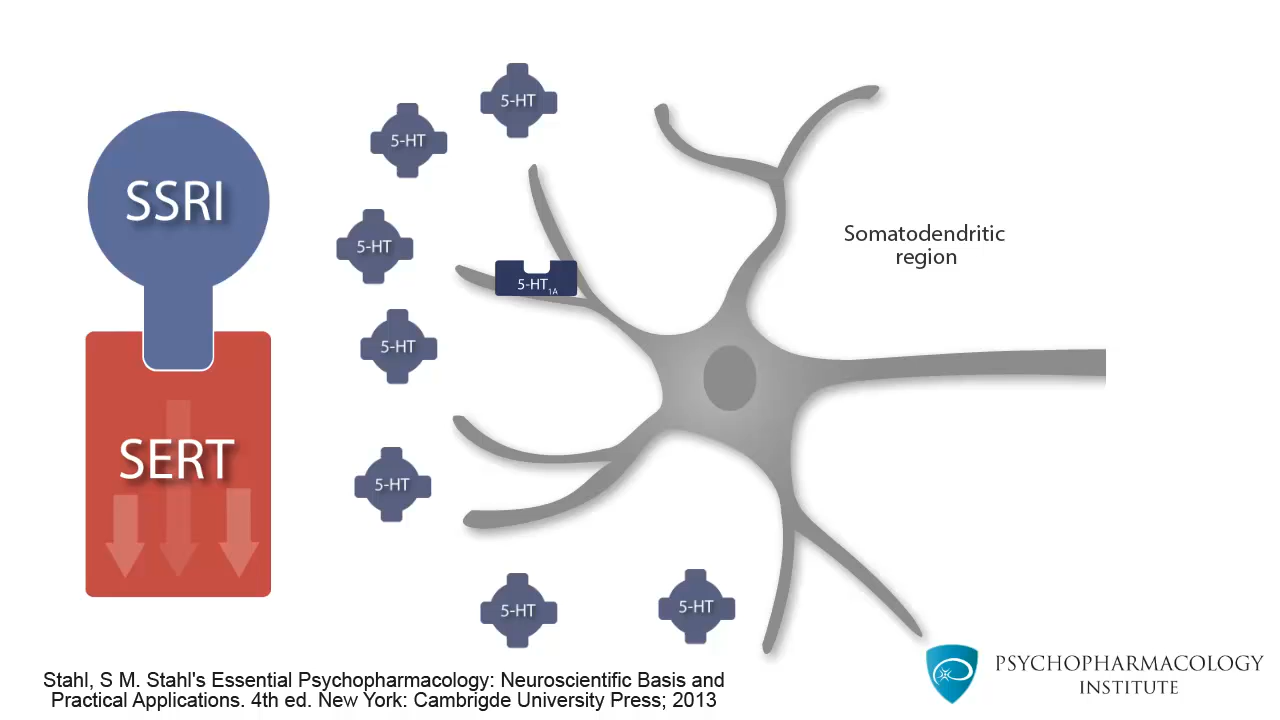 SSRI
SERT
5-HT
5-HT
5-HT
5-HT
5-HT
5-HT
5-HT
5-HT1A
Somatodendritic
region
Stahl, S M. Stahl's Essential Psychopharmacology: Neuroscientific Basis and
Practical Applications. 4th ed. New York: Cambrigde University Press; 2013
PSYCHOPHARMACOLOGY
INSTITUTE